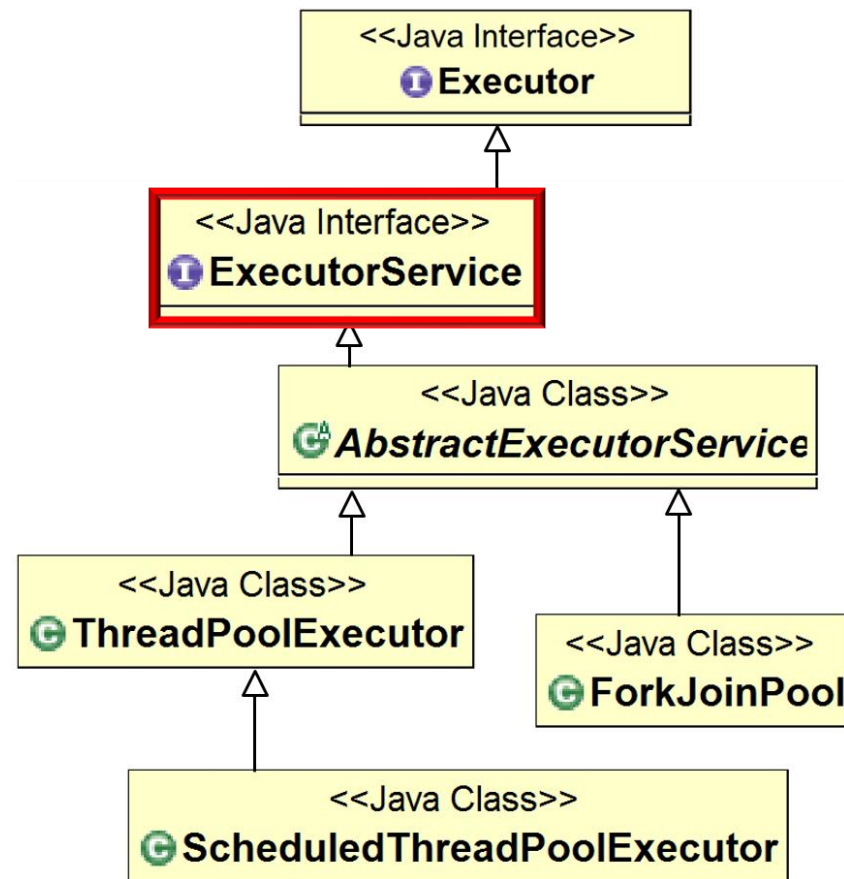 <<Java Interface>>
I Executor
<<Java Interface>>
I ExecutorService
<<Java Class>>
C A AbstractExecutorService
<<Java Class>>
C ThreadPoolExecutor
<<Java Class>>
C ForkJoinPool
<<Java Class>>
C ScheduledThreadPoolExecutor